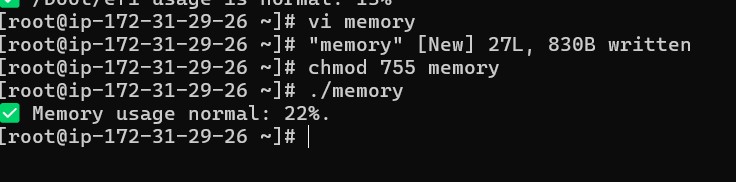 ✅ /boot/efi usage is normal: 13%
[root@ip-172-31-29-26 ~]# vi memory
[root@ip-172-31-29-26 ~]# "memory" [New] 27L, 830B written
[root@ip-172-31-29-26 ~]# chmod 755 memory
[root@ip-172-31-29-26 ~]# ./memory
✅ Memory usage normal: 22%.
[root@ip-172-31-29-26 ~]#